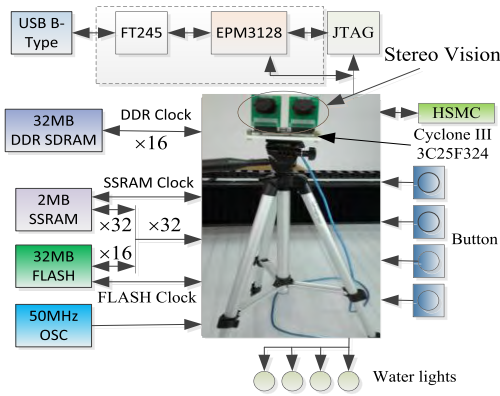 USB B-
Type
FT245
EPM3128
JTAG
Stereo Vision
32MB
DDR SDRAM
DDR Clock
×16
HSMC
Cyclone III
3C25F324
SSRAM Clock
2MB
SSRAM
×32
×32
×16
32MB
FLASH
FLASH Clock
Button
50MHz
OSC
Water lights